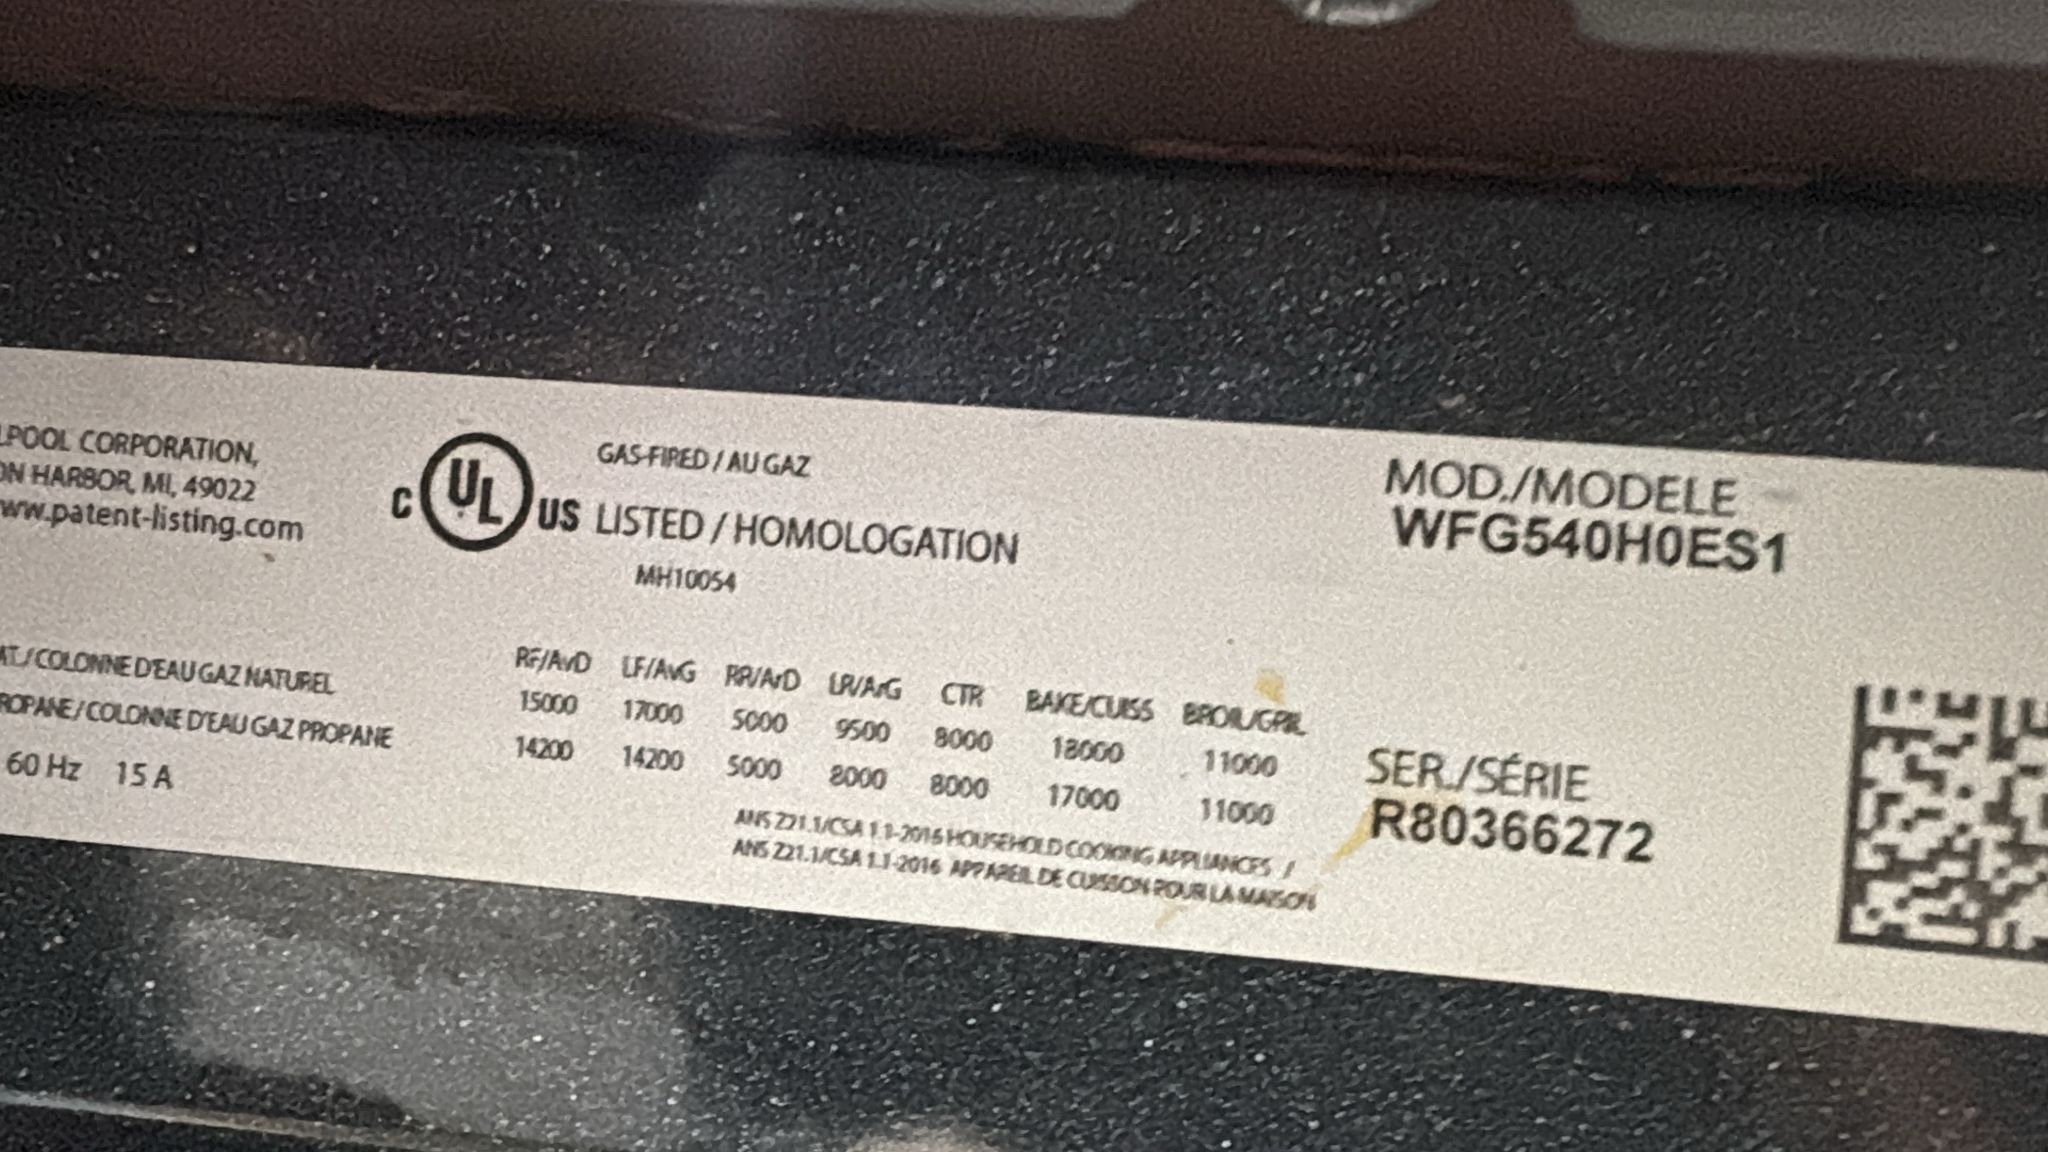 LPOOL CORPORATION,
ON HARBOR, MI, 49022
ww.patent-listing.com
C UL US
GAS-FIRED / AU GAZ
LISTED / HOMOLOGATION
MH10054
MOD./MODELE
WFG540H0ES1
AT./COLONNE D'EAU GAZ NATUREL
ROPANE/COLONNE D'EAU GAZ PROPANE
60 Hz 15 A
RF/AvD LF/AvG RR/ArD LR/ArG CTR BAKE/CUISS BROIL/GRIL
15000 17000 5000 9500 8000 18000 11000
14200 14200 5000 8000 8000 17000 11000
ANS Z21.1/CSA 1.1-2016 HOUSEHOLD COOKING APPLIANCES /
ANS Z21.1/CSA 1.1-2016 APPAREIL DE CUISSON POUR LA MAISON
SER./SÉRIE
R80366272